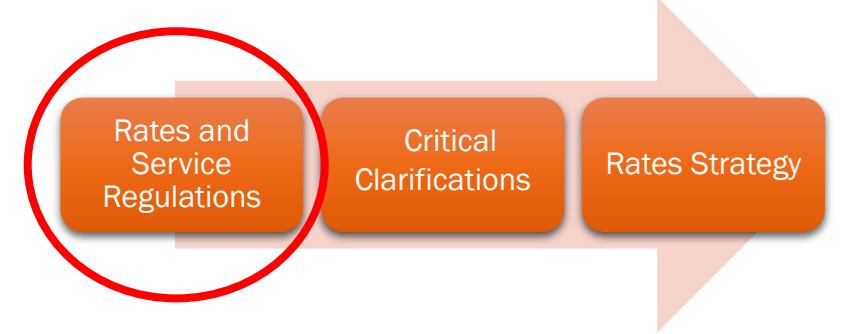 Rates and
Service
Regulations
Critical
Clarifications
Rates Strategy